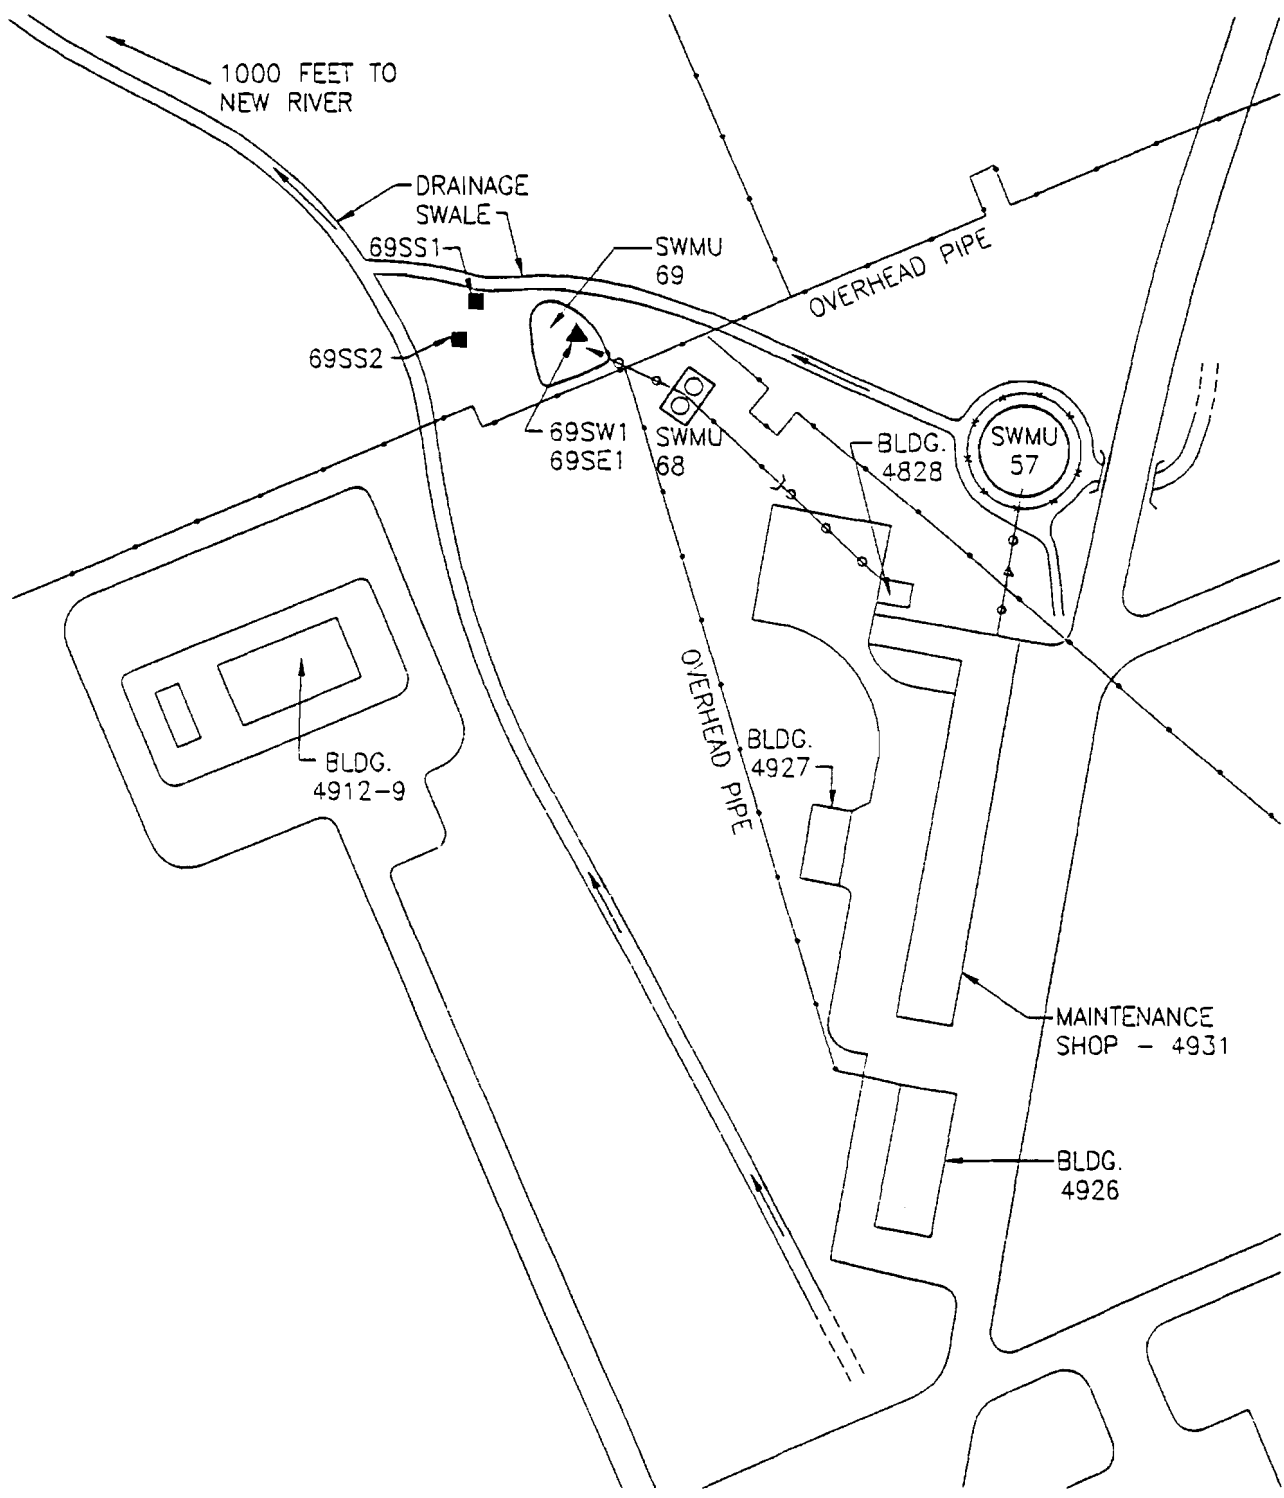 1000 FEET TO
NEW RIVER
DRAINAGE
SWALE
69SS1
SWMU
69
69SS2
OVERHEAD PIPE
69SW1
69SE1
SWMU
68
BLDG.
4828
SWMU
57
OVERHEAD PIPE
BLDG.
4927
BLDG.
4912-9
MAINTENANCE
SHOP - 4931
BLDG.
4926